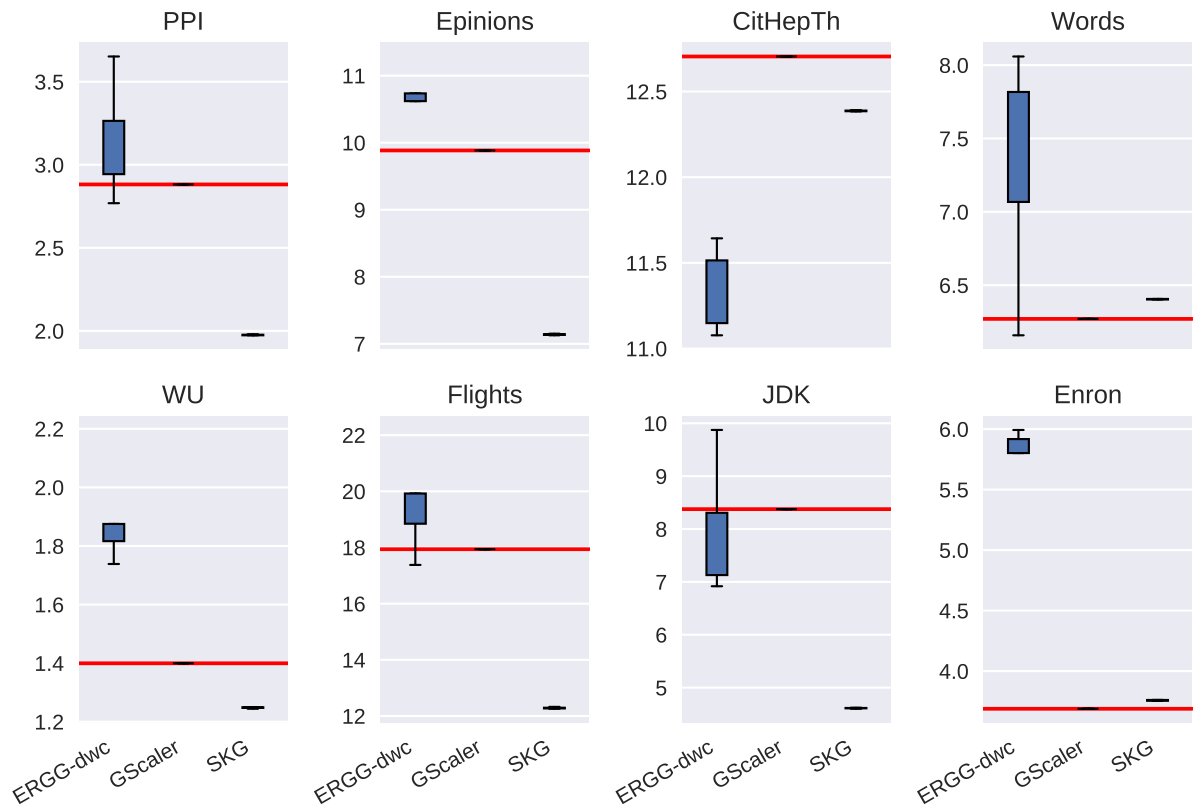 PPI
3.5
3.0
2.5
2.0
Epinions
11
10
9
8
7
CitHepTh
12.5
12.0
11.5
11.0
Words
8.0
7.5
7.0
6.5
WU
2.2
2.0
1.8
1.6
1.4
1.2
ERGG-dwc
GScaler
SKG
Flights
22
20
18
16
14
12
ERGG-dwc
GScaler
SKG
JDK
10
9
8
7
6
5
ERGG-dwc
GScaler
SKG
Enron
6.0
5.5
5.0
4.5
4.0
ERGG-dwc
GScaler
SKG